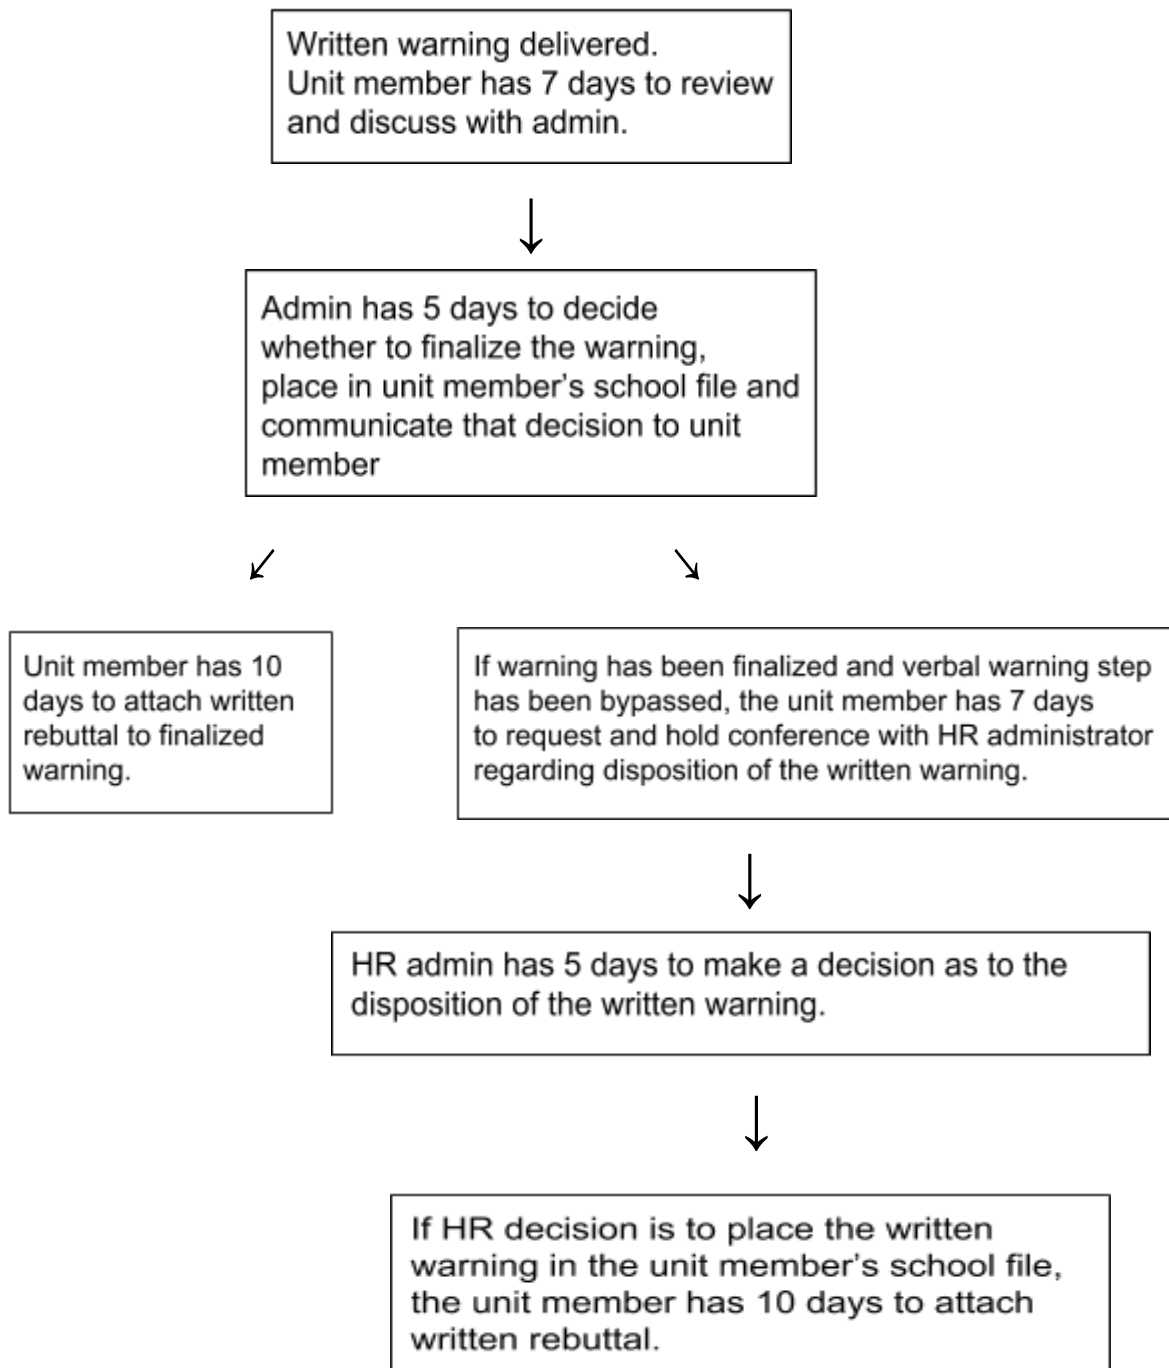 Written warning delivered.
Unit member has 7 days to review
and discuss with admin.
Admin has 5 days to decide
whether to finalize the warning,
place in unit member’s school file and
communicate that decision to unit
member
Unit member has 10
days to attach written
rebuttal to finalized
warning.
If warning has been finalized and verbal warning step
has been bypassed, the unit member has 7 days
to request and hold conference with HR administrator
regarding disposition of the written warning.
HR admin has 5 days to make a decision as to the
disposition of the written warning.
If HR decision is to place the written
warning in the unit member’s school file,
the unit member has 10 days to attach
written rebuttal.